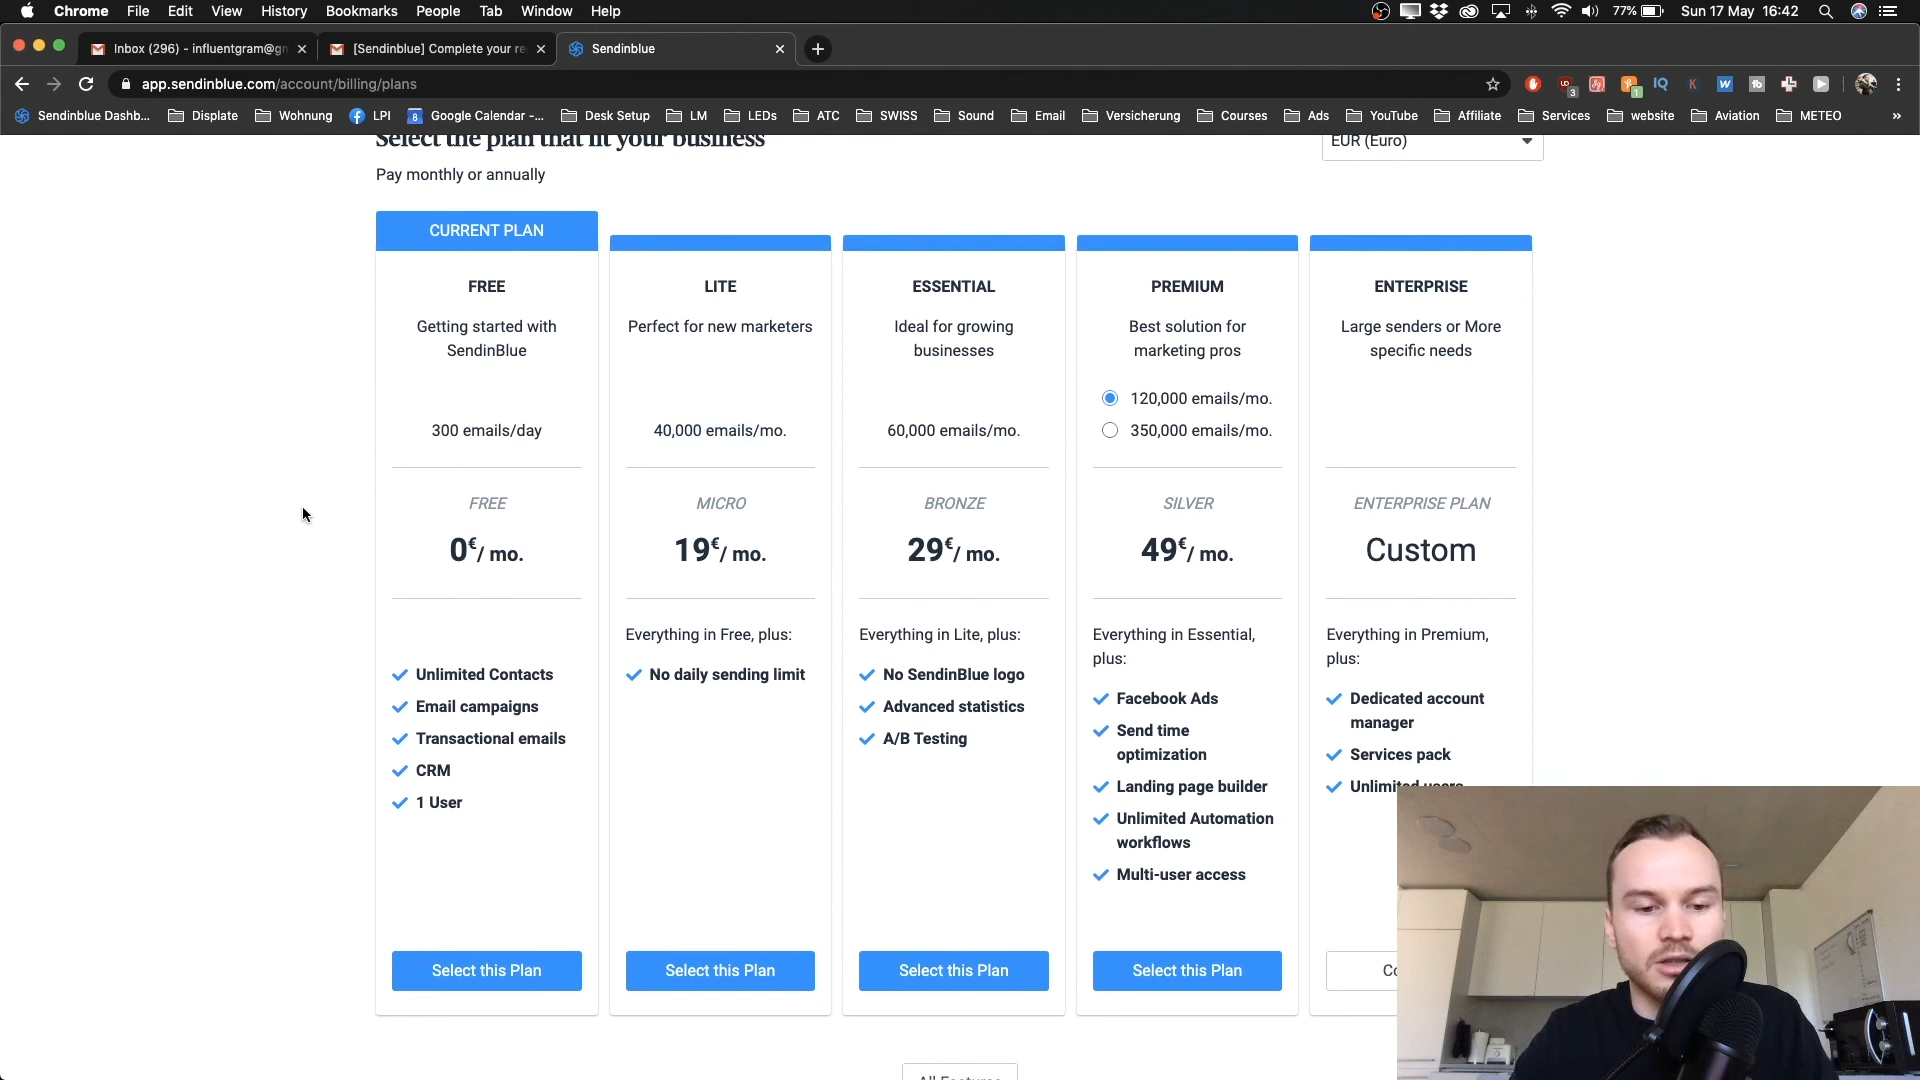 Chrome File Edit View History Bookmarks People Tab Window Help
77% Sun 17 May 16:42
Inbox (296) - influentgram@gm
[Sendinblue] Complete your re
Sendinblue
app.sendinblue.com/account/billing/plans
Sendinblue Dashb... Displate Wohnung LPI Google Calendar -... Desk Setup LM LEDs ATC SWISS Sound Email Versicherung Courses Ads YouTube Affiliate Services website Aviation METEO »
Select the plan that fit your business
EUR (Euro)
Pay monthly or annually
CURRENT PLAN
FREE
Getting started with
SendinBlue
300 emails/day
FREE
0€/ mo.
Unlimited Contacts
Email campaigns
Transactional emails
CRM
1 User
Select this Plan
LITE
Perfect for new marketers
40,000 emails/mo.
MICRO
19€/ mo.
Everything in Free, plus:
No daily sending limit
Select this Plan
ESSENTIAL
Ideal for growing
businesses
60,000 emails/mo.
BRONZE
29€/ mo.
Everything in Lite, plus:
No SendinBlue logo
Advanced statistics
A/B Testing
Select this Plan
PREMIUM
Best solution for
marketing pros
120,000 emails/mo.
350,000 emails/mo.
SILVER
49€/ mo.
Everything in Essential,
plus:
Facebook Ads
Send time
optimization
Landing page builder
Unlimited Automation
workflows
Multi-user access
Select this Plan
ENTERPRISE
Large senders or More
specific needs
ENTERPRISE PLAN
Custom
Everything in Premium,
plus:
Dedicated account
manager
Services pack
Unlimited users
All Features